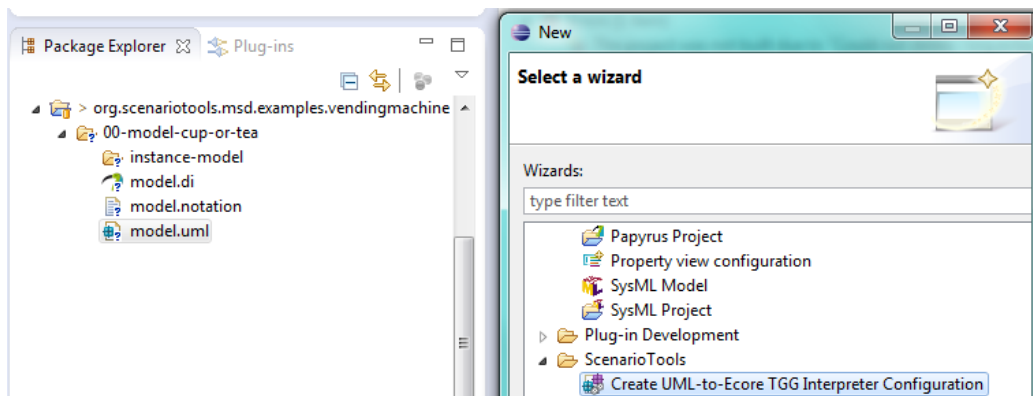 Package Explorer
Plug-ins
> org.scenariotools.msd.examples.vendingmachine
00-model-cup-or-tea
instance-model
model.di
model.notation
model.uml
New
Select a wizard
Wizards:
type filter text
Papyrus Project
Property view configuration
SysML Model
SysML Project
Plug-in Development
ScenarioTools
Create UML-to-Ecore TGG Interpreter Configuration